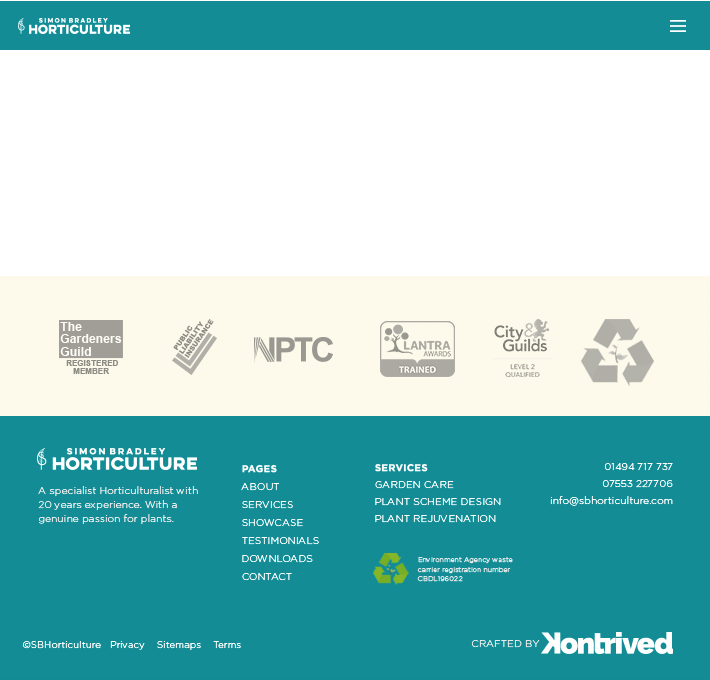 SIMON BRADLEY
HORTICULTURE
The
Gardeners
Guild
REGISTERED
MEMBER
PUBLIC
LIABILITY
INSURANCE
NPTC
LANTRA
AWARDS
TRAINED
City &
Guilds
LEVEL 2
QUALIFIED
SIMON BRADLEY
HORTICULTURE
A specialist Horticulturalist with
20 years experience. With a
genuine passion for plants.
PAGES
ABOUT
SERVICES
SHOWCASE
TESTIMONIALS
DOWNLOADS
CONTACT
SERVICES
GARDEN CARE
PLANT SCHEME DESIGN
PLANT REJUVENATION
Environment Agency waste
carrier registration number
CBDL196022
01494 717 737
07553 227706
info@sbhorticulture.com
©SBHorticulture Privacy Sitemaps Terms
CRAFTED BY Kontrived